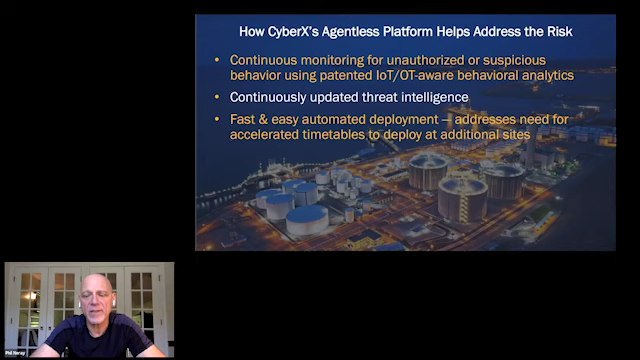 How CyberX's Agentless Platform Helps Address the Risk
• Continuous monitoring for unauthorized or suspicious
behavior using patented IoT/OT-aware behavioral analytics
• Continuously updated threat intelligence
• Fast & easy automated deployment — addresses need for
accelerated timetables to deploy at additional sites
Phil Neray